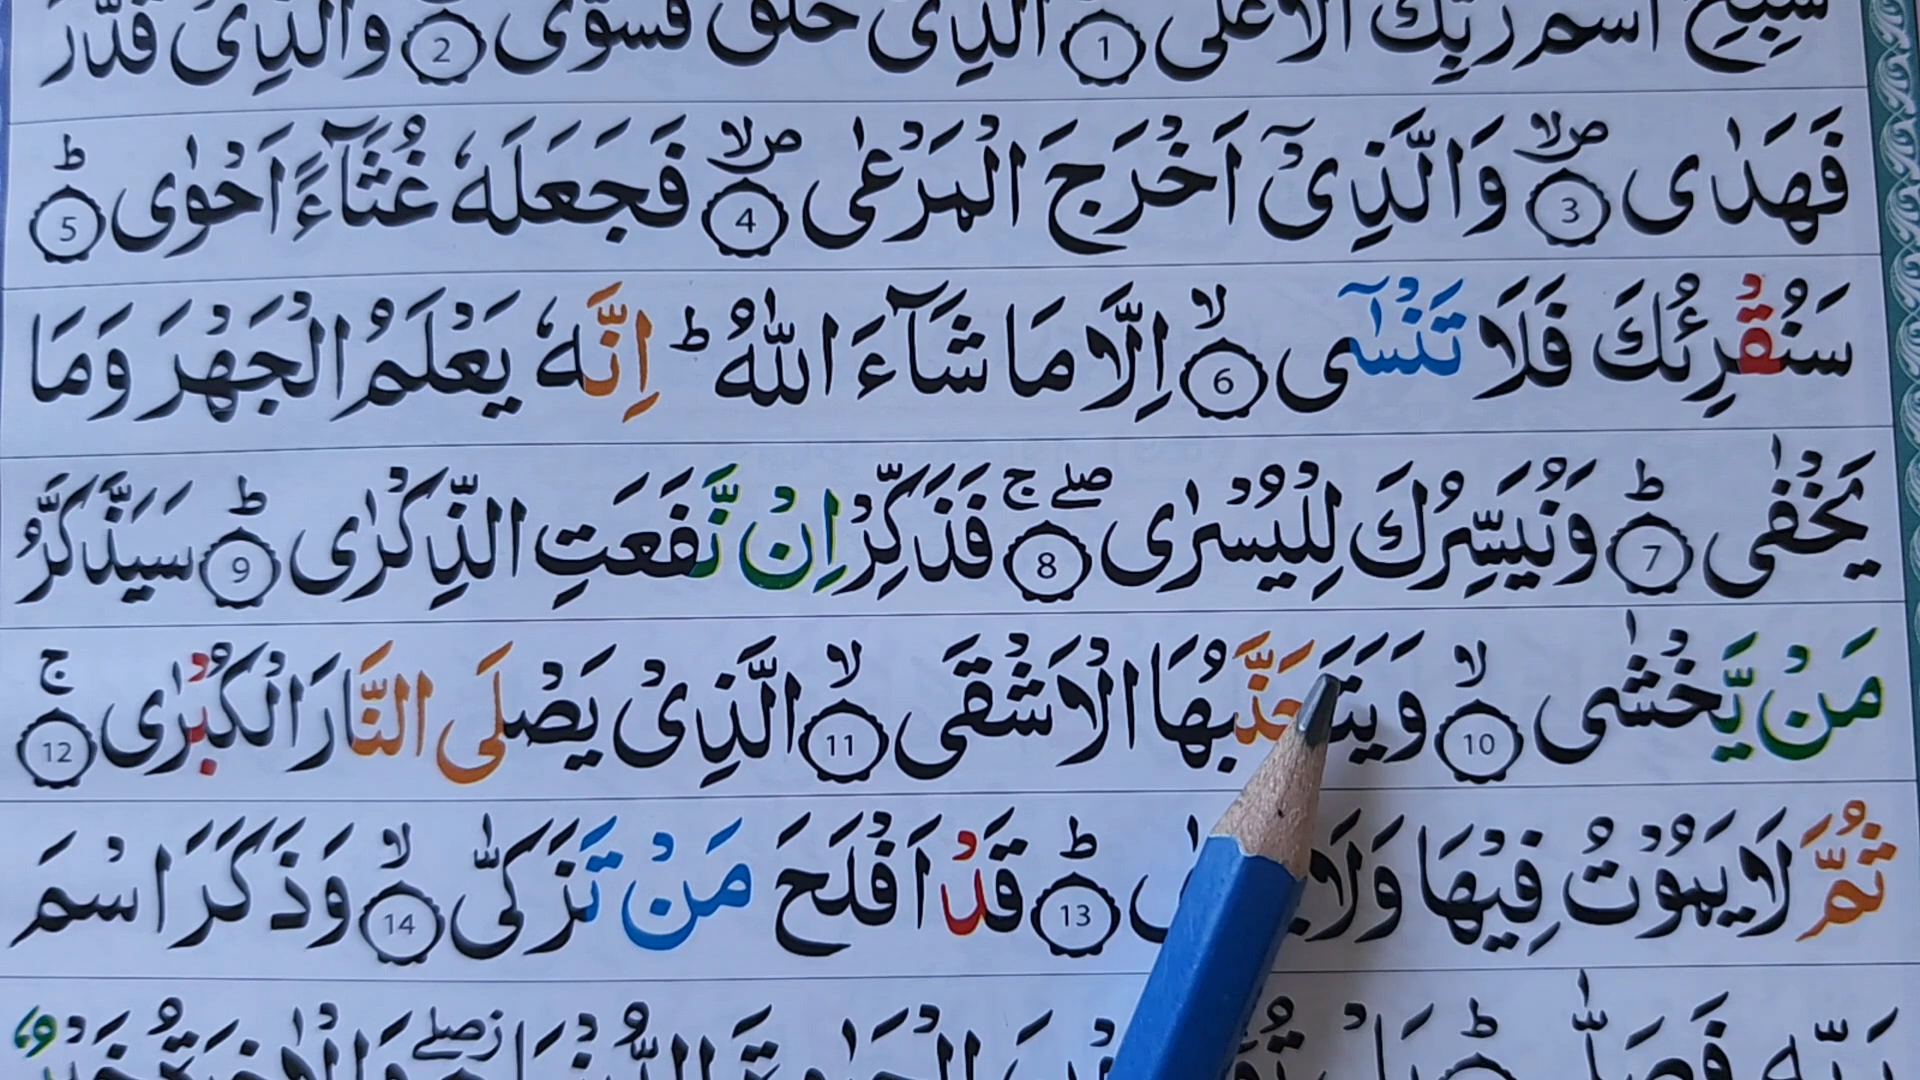 سَبِّحِ اسْمَ رَبِّكَ الْاَعْلَى 1 الَّذِیْ خَلَقَ فَسَوّٰی 2 وَالَّذِیْ قَدَّرَ
فَهَدٰی ۪ۙ 3 وَالَّذِیْۤ اَخْرَجَ الْمَرْعٰی ۪ۙ 4 فَجَعَلَهٗ غُثَآءً اَحْوٰی ؕ 5
سَنُقْرِئُكَ فَلَا تَنْسٰۤی ۙ 6 اِلَّا مَا شَآءَ اللّٰهُ ؕ اِنَّهٗ یَعْلَمُ الْجَهْرَ وَمَا
یَخْفٰی ؕ 7 وَنُیَسِّرُكَ لِلْیُسْرٰی ۖۚ 8 فَذَكِّرْ اِنْ نَّفَعَتِ الذِّكْرٰی ؕ 9 سَیَذَّكَّرُ
مَنْ یَّخْشٰی ۙ 10 وَیَتَجَنَّبُهَا الْاَشْقَی ۙ 11 الَّذِیْ یَصْلَی النَّارَ الْكُبْرٰی ۚ 12
ثُمَّ لَا یَمُوْتُ فِیْهَا وَلَا ؕ 13 قَدْ اَفْلَحَ مَنْ تَزَكّٰی ۙ 14 وَذَكَرَ اسْمَ